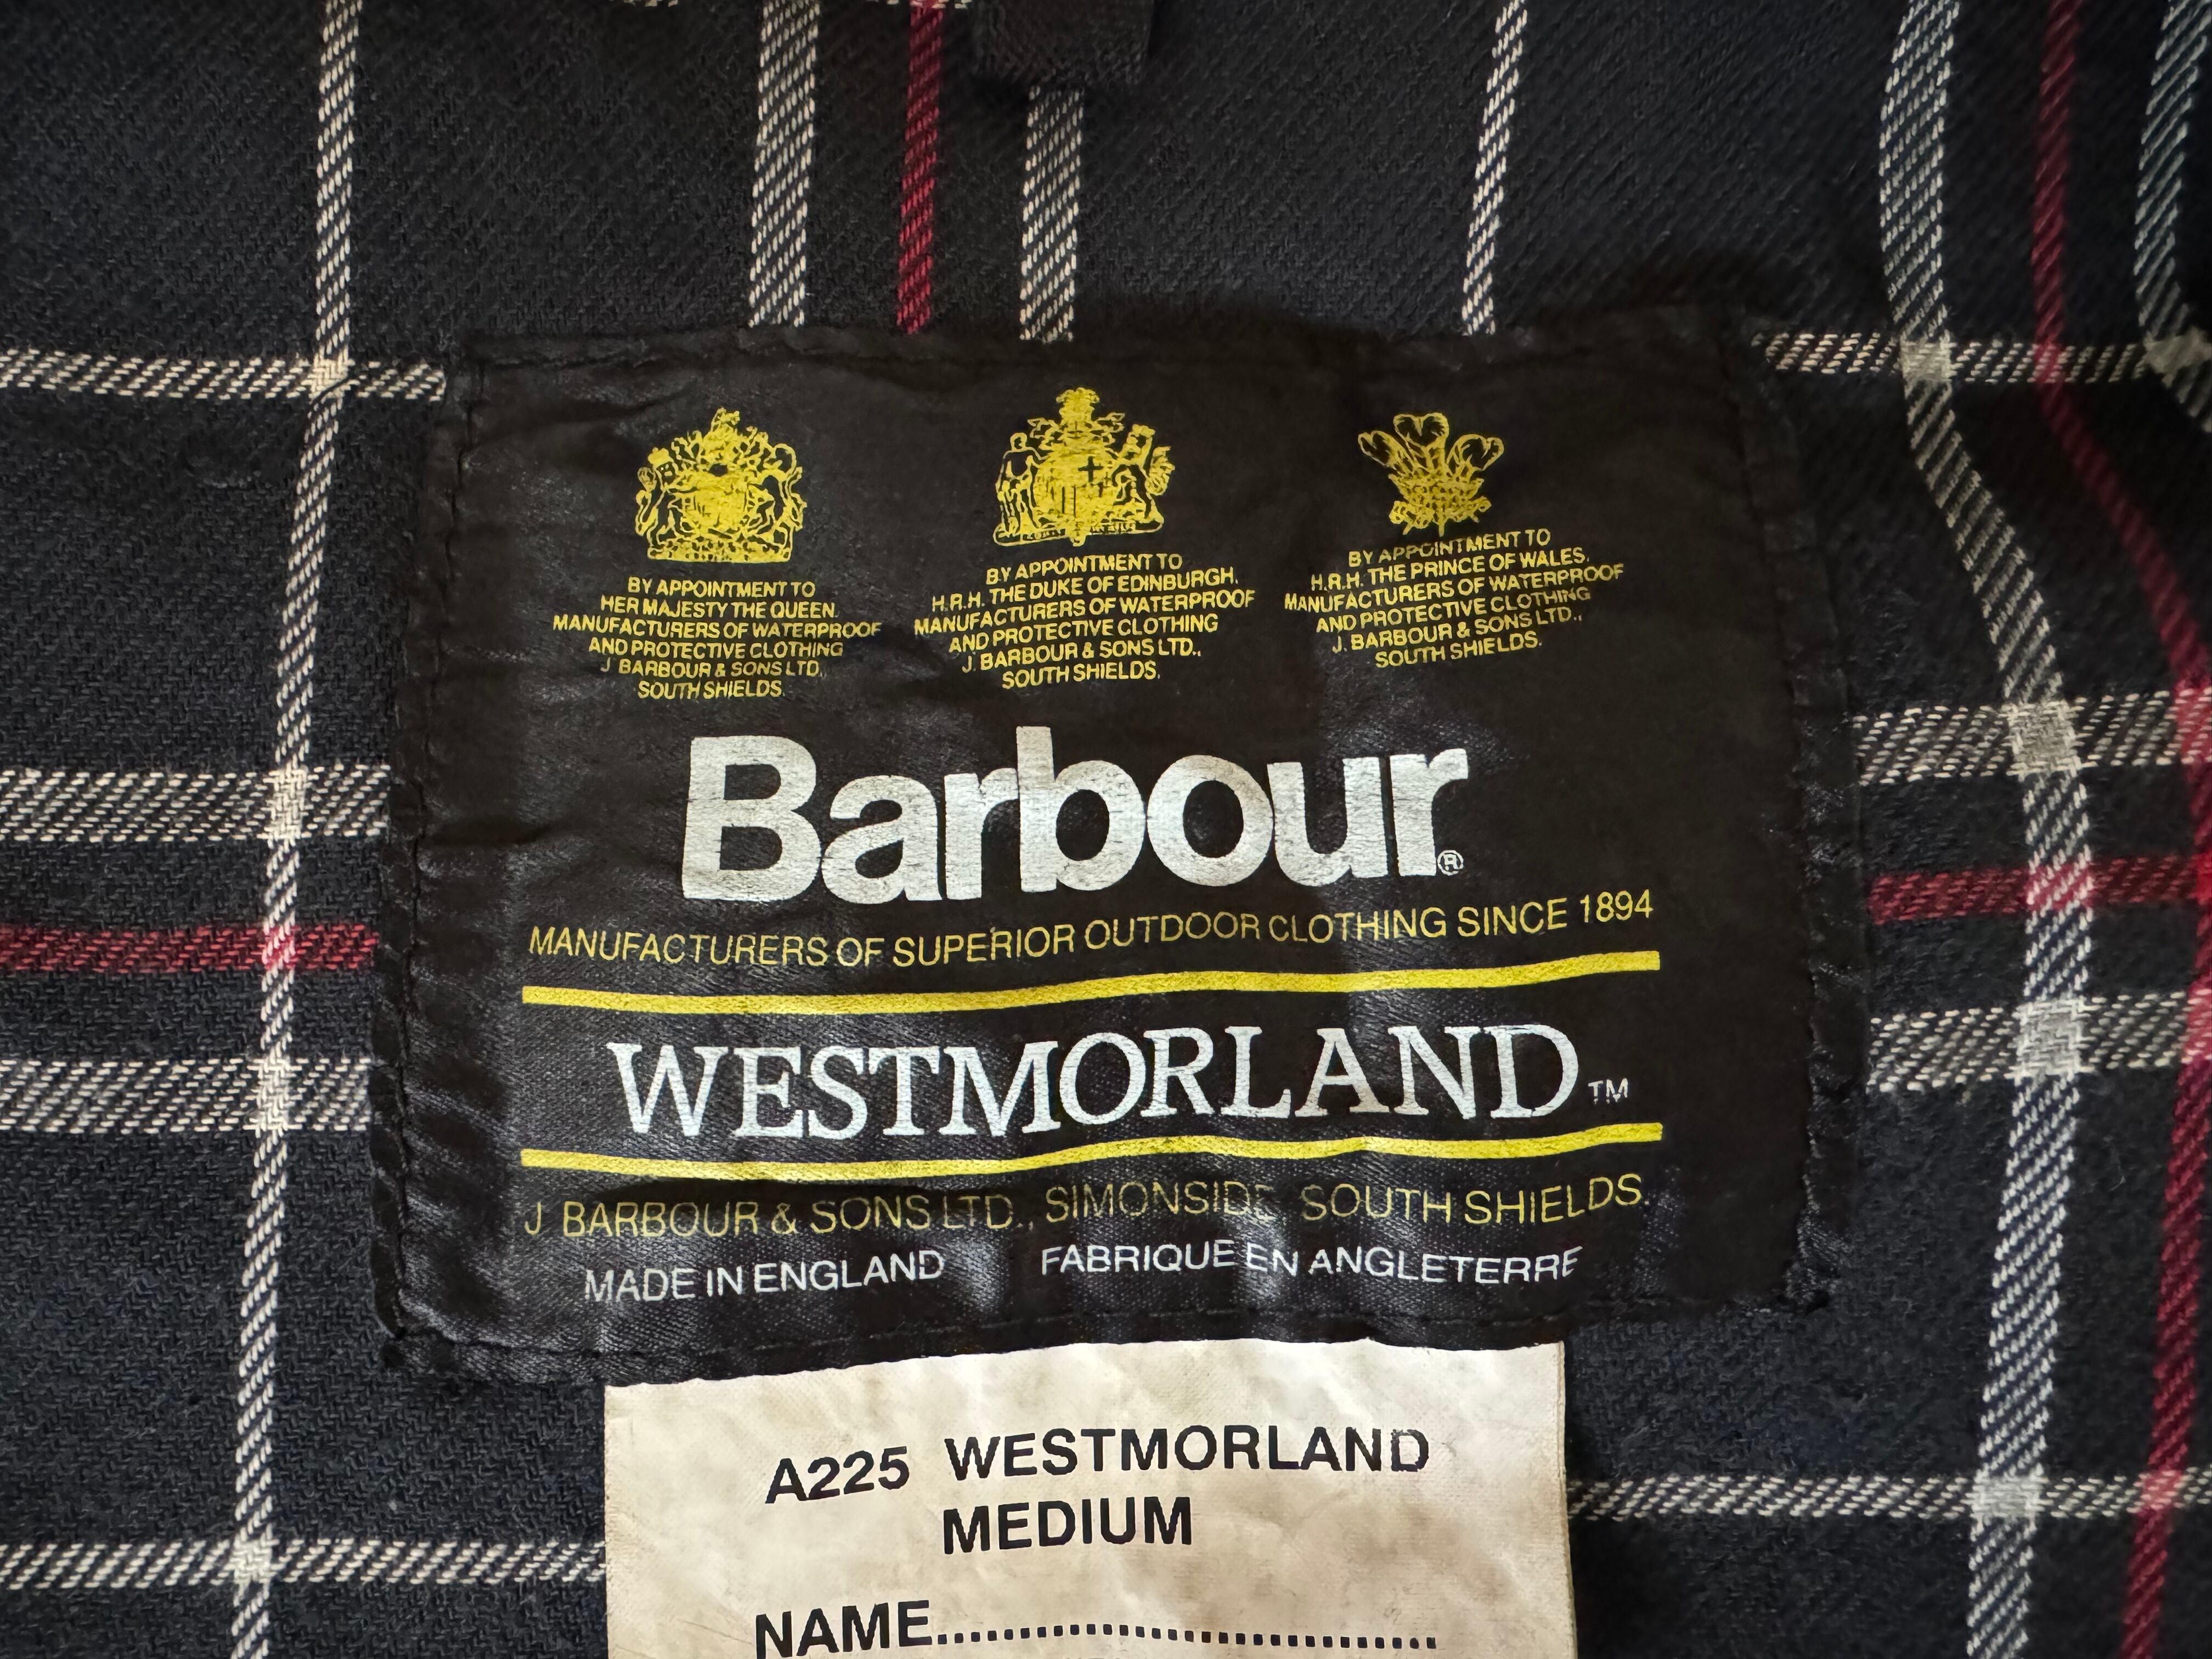 BY APPOINTMENT TO
HER MAJESTY THE QUEEN.
MANUFACTURERS OF WATERPROOF
AND PROTECTIVE CLOTHING
J BARBOUR & SONS LTD.,
SOUTH SHIELDS.
BY APPOINTMENT TO
H.R.H. THE DUKE OF EDINBURGH.
MANUFACTURERS OF WATERPROOF
AND PROTECTIVE CLOTHING
J. BARBOUR & SONS LTD.,
SOUTH SHIELDS.
BY APPOINTMENT TO
H.R.H. THE PRINCE OF WALES.
MANUFACTURERS OF WATERPROOF
AND PROTECTIVE CLOTHING
J. BARBOUR & SONS LTD.,
SOUTH SHIELDS.
Barbour®
MANUFACTURERS OF SUPERIOR OUTDOOR CLOTHING SINCE 1894
WESTMORLAND™
J BARBOUR & SONS LTD., SIMONSIDE SOUTH SHIELDS.
MADE IN ENGLAND FABRIQUE EN ANGLETERRE
A225 WESTMORLAND
MEDIUM
NAME..............................